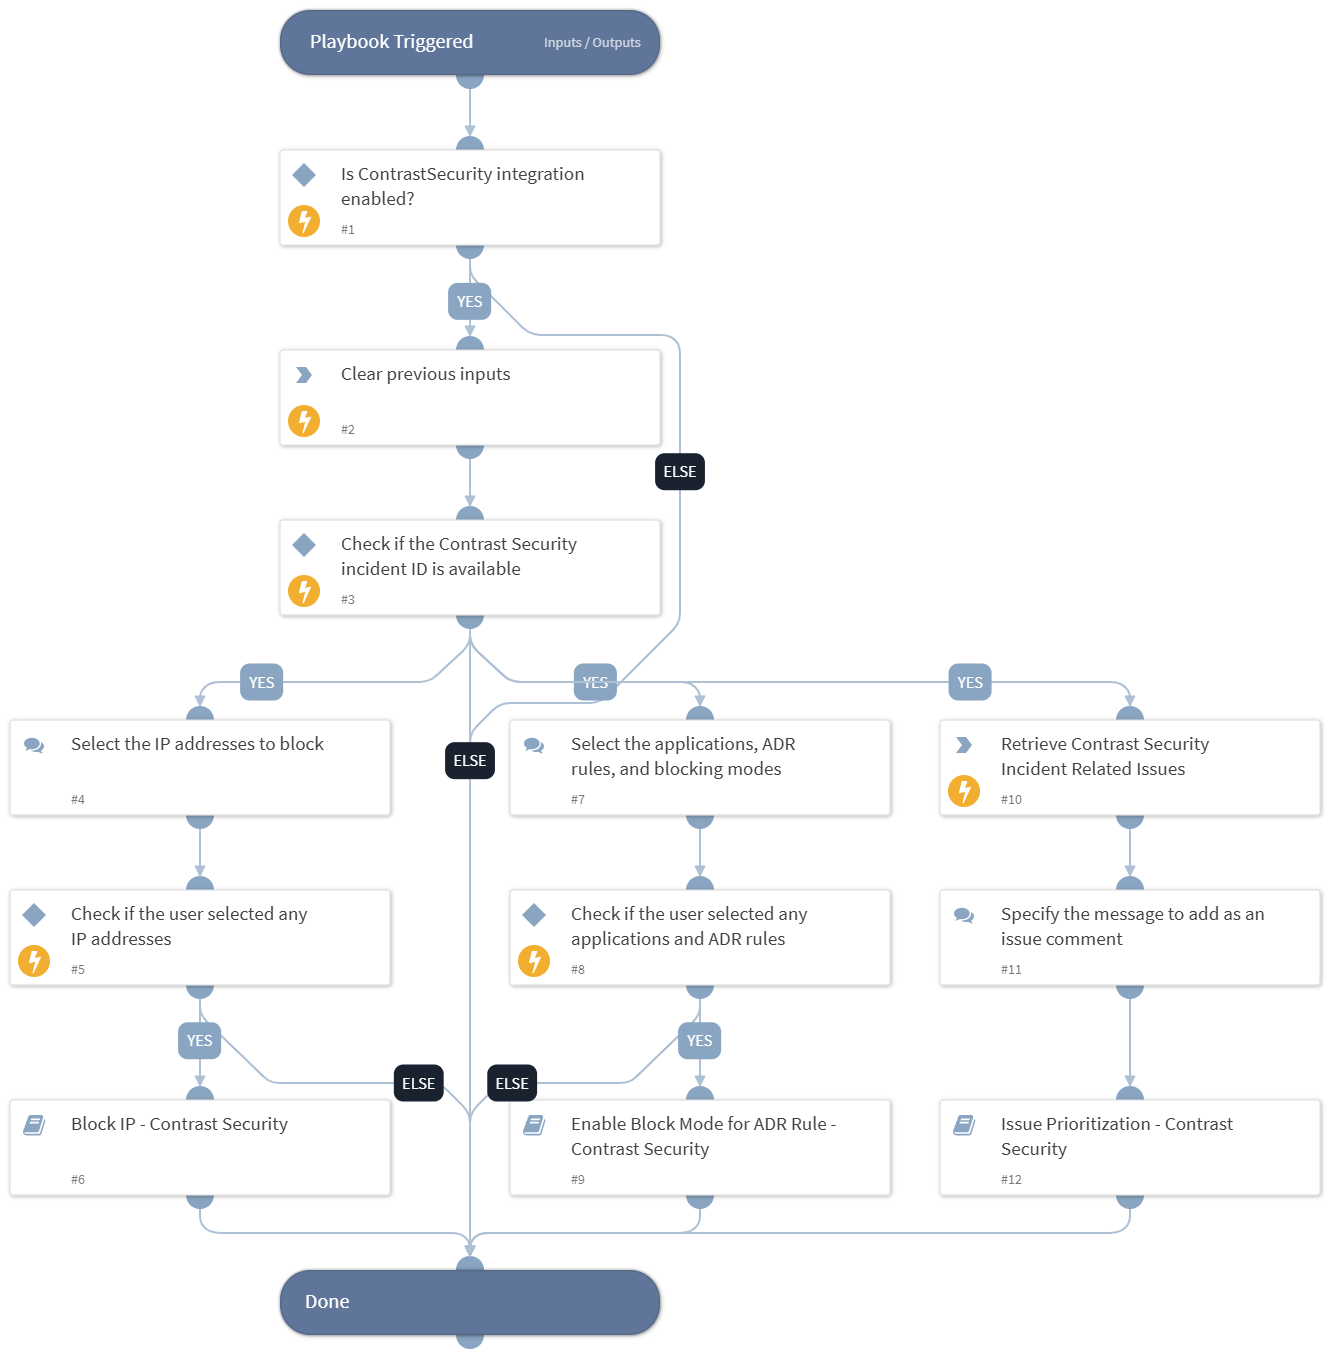 Playbook Triggered
Inputs / Outputs
Is ContrastSecurity integration
enabled?
#1
YES
Clear previous inputs
#2
ELSE
Check if the Contrast Security
incident ID is available
#3
YES
YES
YES
Select the IP addresses to block
#4
ELSE
Select the applications, ADR
rules, and blocking modes
#7
Retrieve Contrast Security
Incident Related Issues
#10
Check if the user selected any
IP addresses
#5
Check if the user selected any
applications and ADR rules
#8
Specify the message to add as an
issue comment
#11
YES
YES
ELSE
ELSE
Block IP - Contrast Security
#6
Enable Block Mode for ADR Rule -
Contrast Security
#9
Issue Prioritization - Contrast
Security
#12
Done